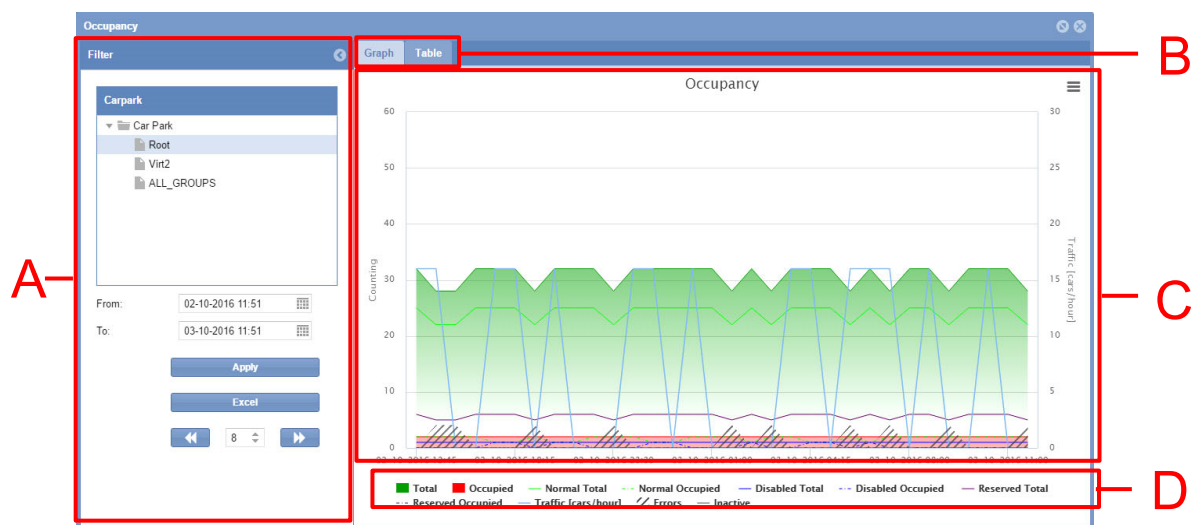 Occupancy
Filter
Graph Table
B
Occupancy
Carpark
Car Park
Root
Virt2
ALL_GROUPS
A
From: 02-10-2016 11:51
To: 03-10-2016 11:51
Apply
Excel
8
60
50
40
30
20
10
0
Counting
30
25
20
15
10
5
0
Traffic [cars/hour]
C
Total Occupied Normal Total Normal Occupied Disabled Total Disabled Occupied Reserved Total
Reserved Occupied Traffic [cars/hour] Errors Inactive
D